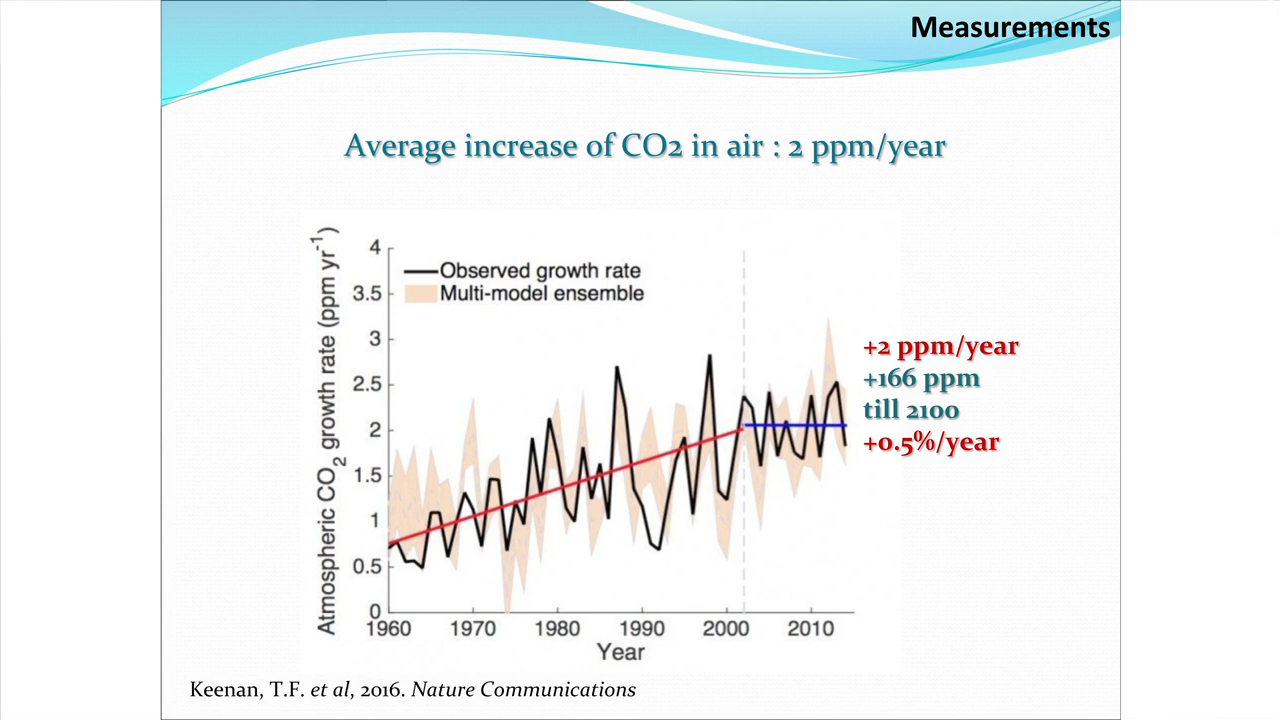 Measurements
Average increase of CO2 in air : 2 ppm/year
Atmospheric CO2 growth rate (ppm yr-1)
4
3.5
3
2.5
2
1.5
1
0.5
0
Observed growth rate
Multi-model ensemble
+2 ppm/year
+166 ppm
till 2100
+0.5%/year
1960 1970 1980 1990 2000 2010
Year
Keenan, T.F. et al, 2016. Nature Communications